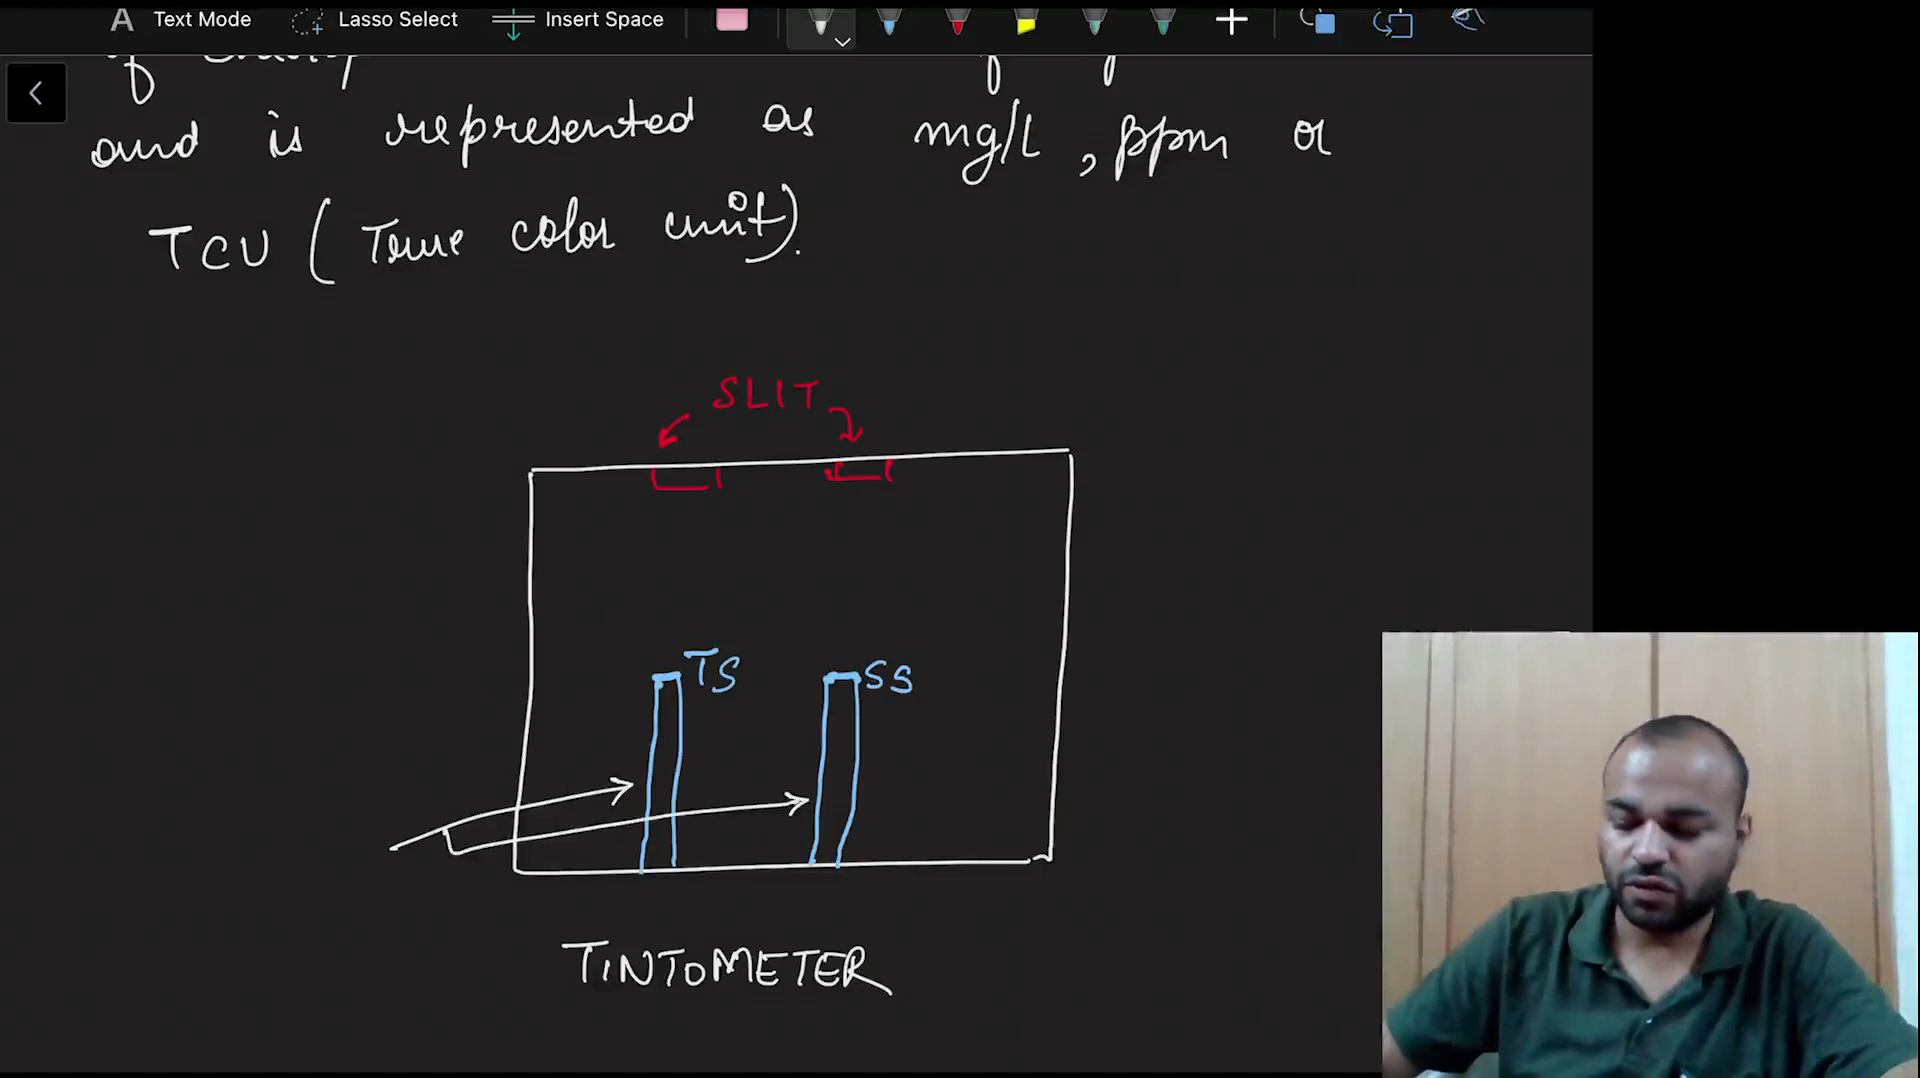 Text Mode Lasso Select Insert Space
of
and is represented as mg/L, ppm or
TCU (True color unit).
SLIT
TS SS
TINTOMETER